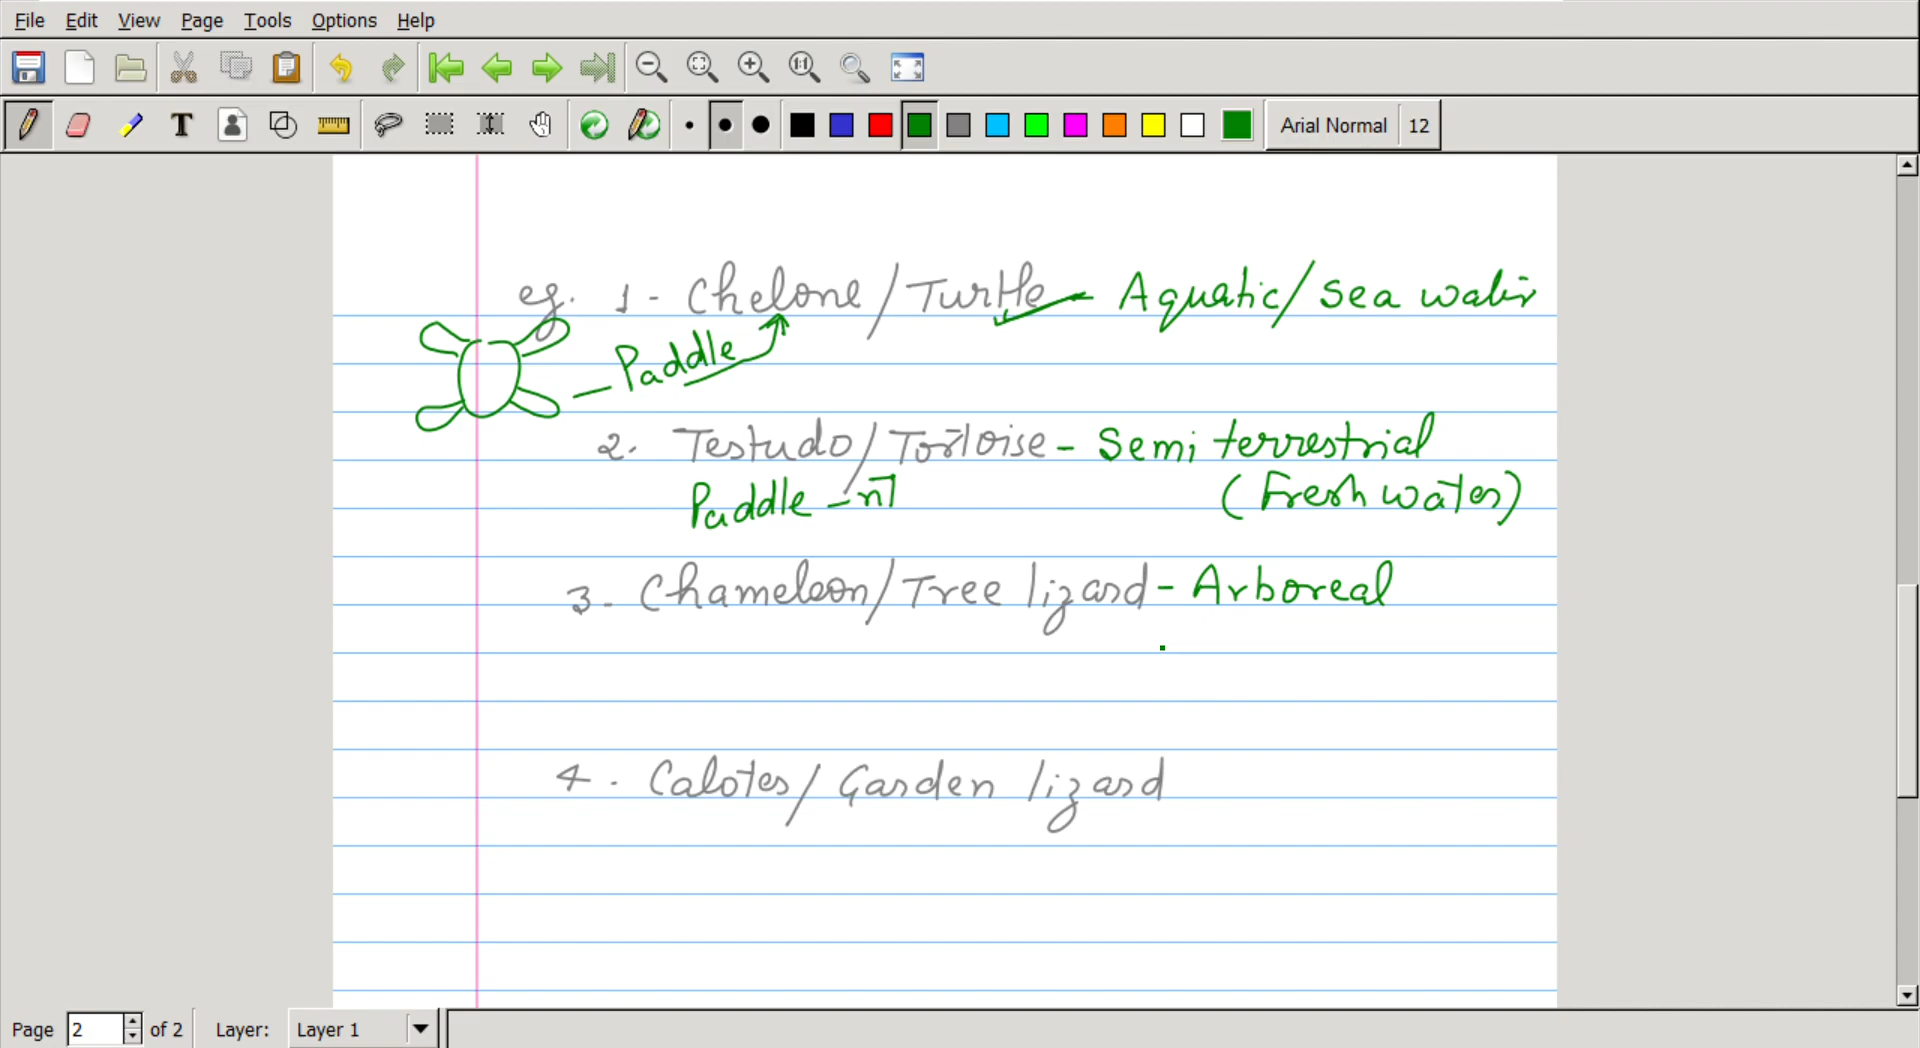 File Edit View Page Tools Options Help
Arial Normal 12
eg. 1- Chelone/Turtle - Aquatic/Sea water
Paddle
2. Testudo/Tortoise - Semi terrestrial
Paddle - (Fresh water)
3. Chameleon/Tree lizard - Arboreal
4. Calotes/Garden lizard
Page 2 of 2 Layer: Layer 1